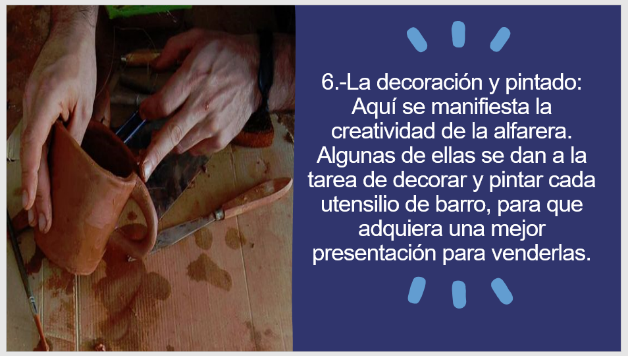 6.-La decoración y pintado:
Aquí se manifiesta la
creatividad de la alfarera.
Algunas de ellas se dan a la
tarea de decorar y pintar cada
utensilio de barro, para que
adquiera una mejor
presentación para venderlas.